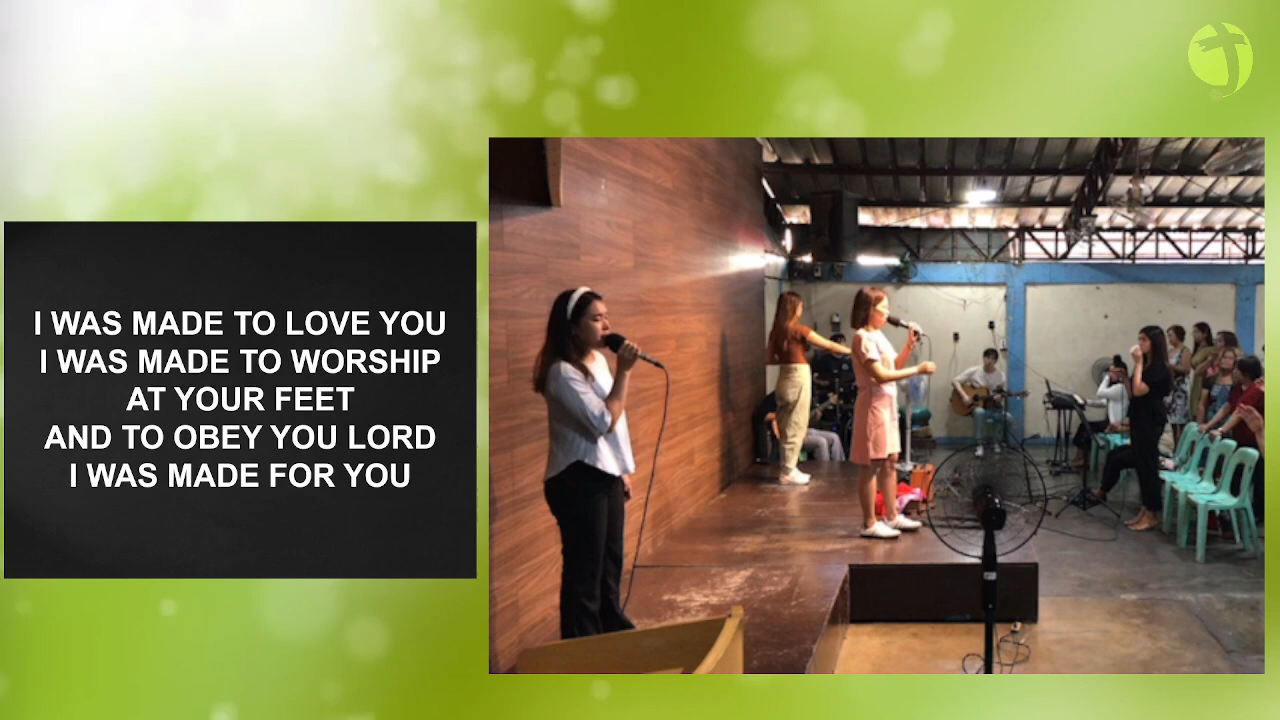 I WAS MADE TO LOVE YOU
I WAS MADE TO WORSHIP
AT YOUR FEET
AND TO OBEY YOU LORD
I WAS MADE FOR YOU